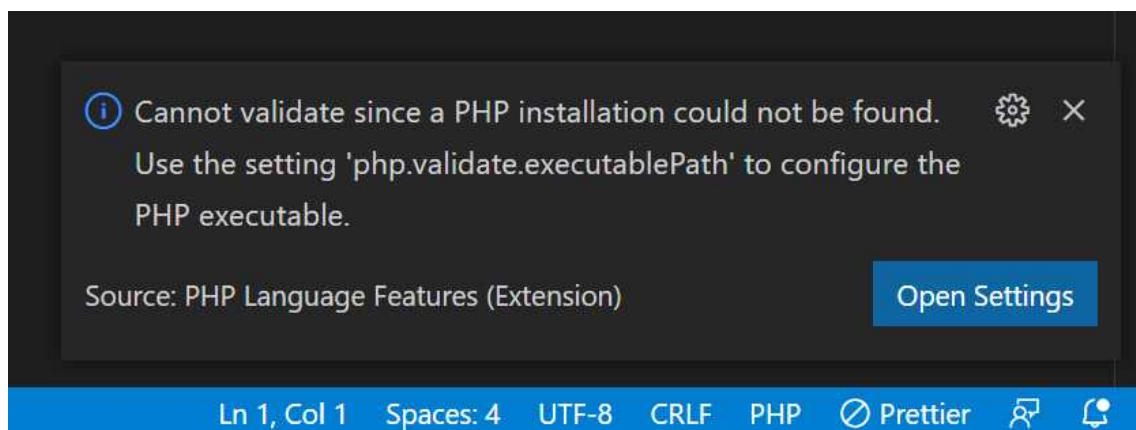 Cannot validate since a PHP installation could not be found.
Use the setting 'php.validate.executablePath' to configure the
PHP executable.
Source: PHP Language Features (Extension)
Open Settings
Ln 1, Col 1 Spaces: 4 UTF-8 CRLF PHP Prettier